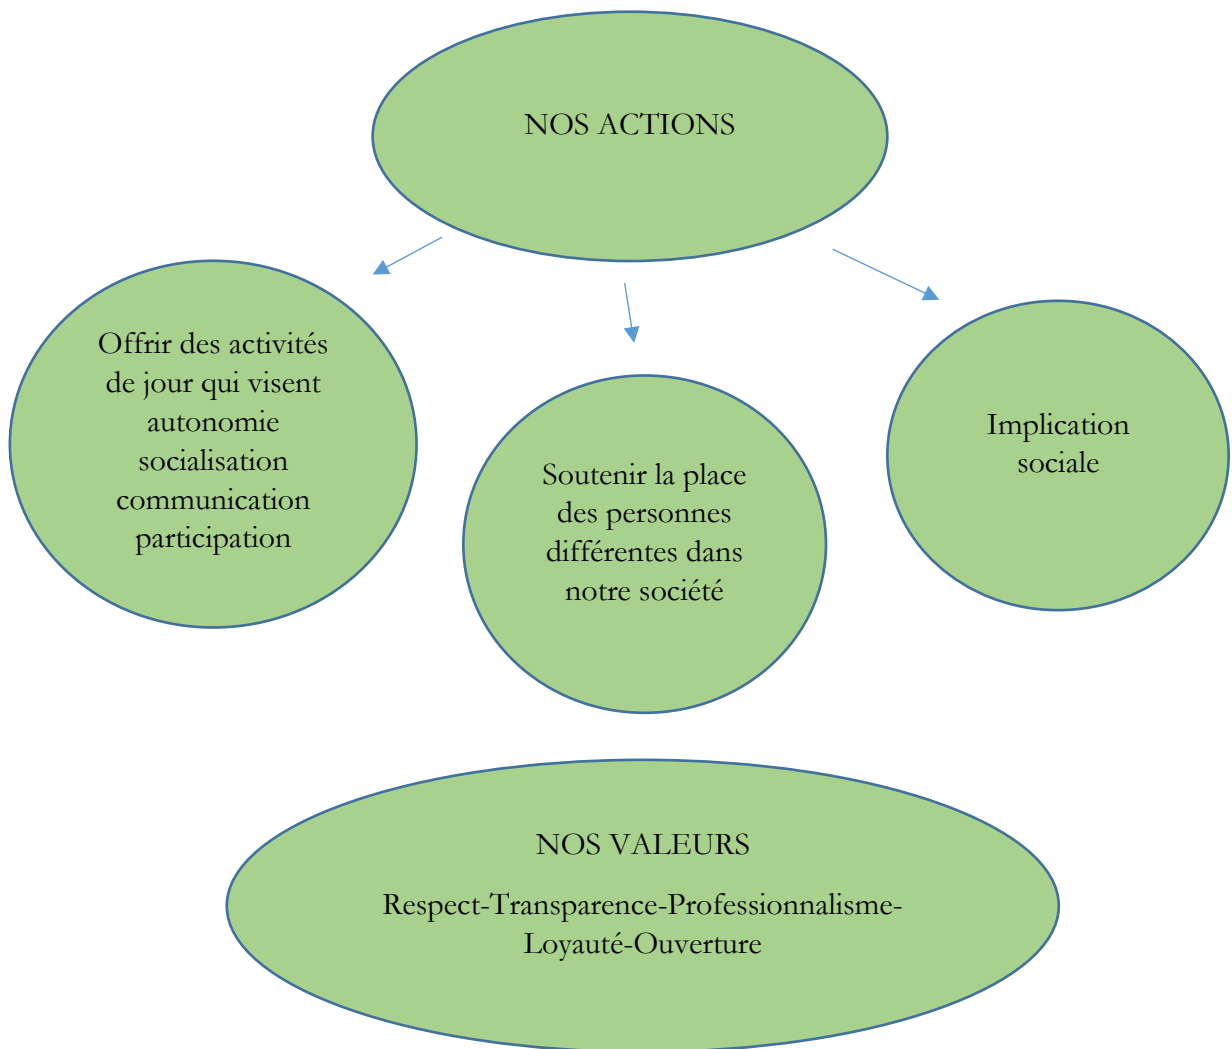 NOS ACTIONS
Offrir des activités
de jour qui visent
autonomie
socialisation
communication
participation
Soutenir la place
des personnes
différentes dans
notre société
Implication
sociale
NOS VALEURS
Respect-Transparence-Professionnalisme-
Loyauté-Ouverture